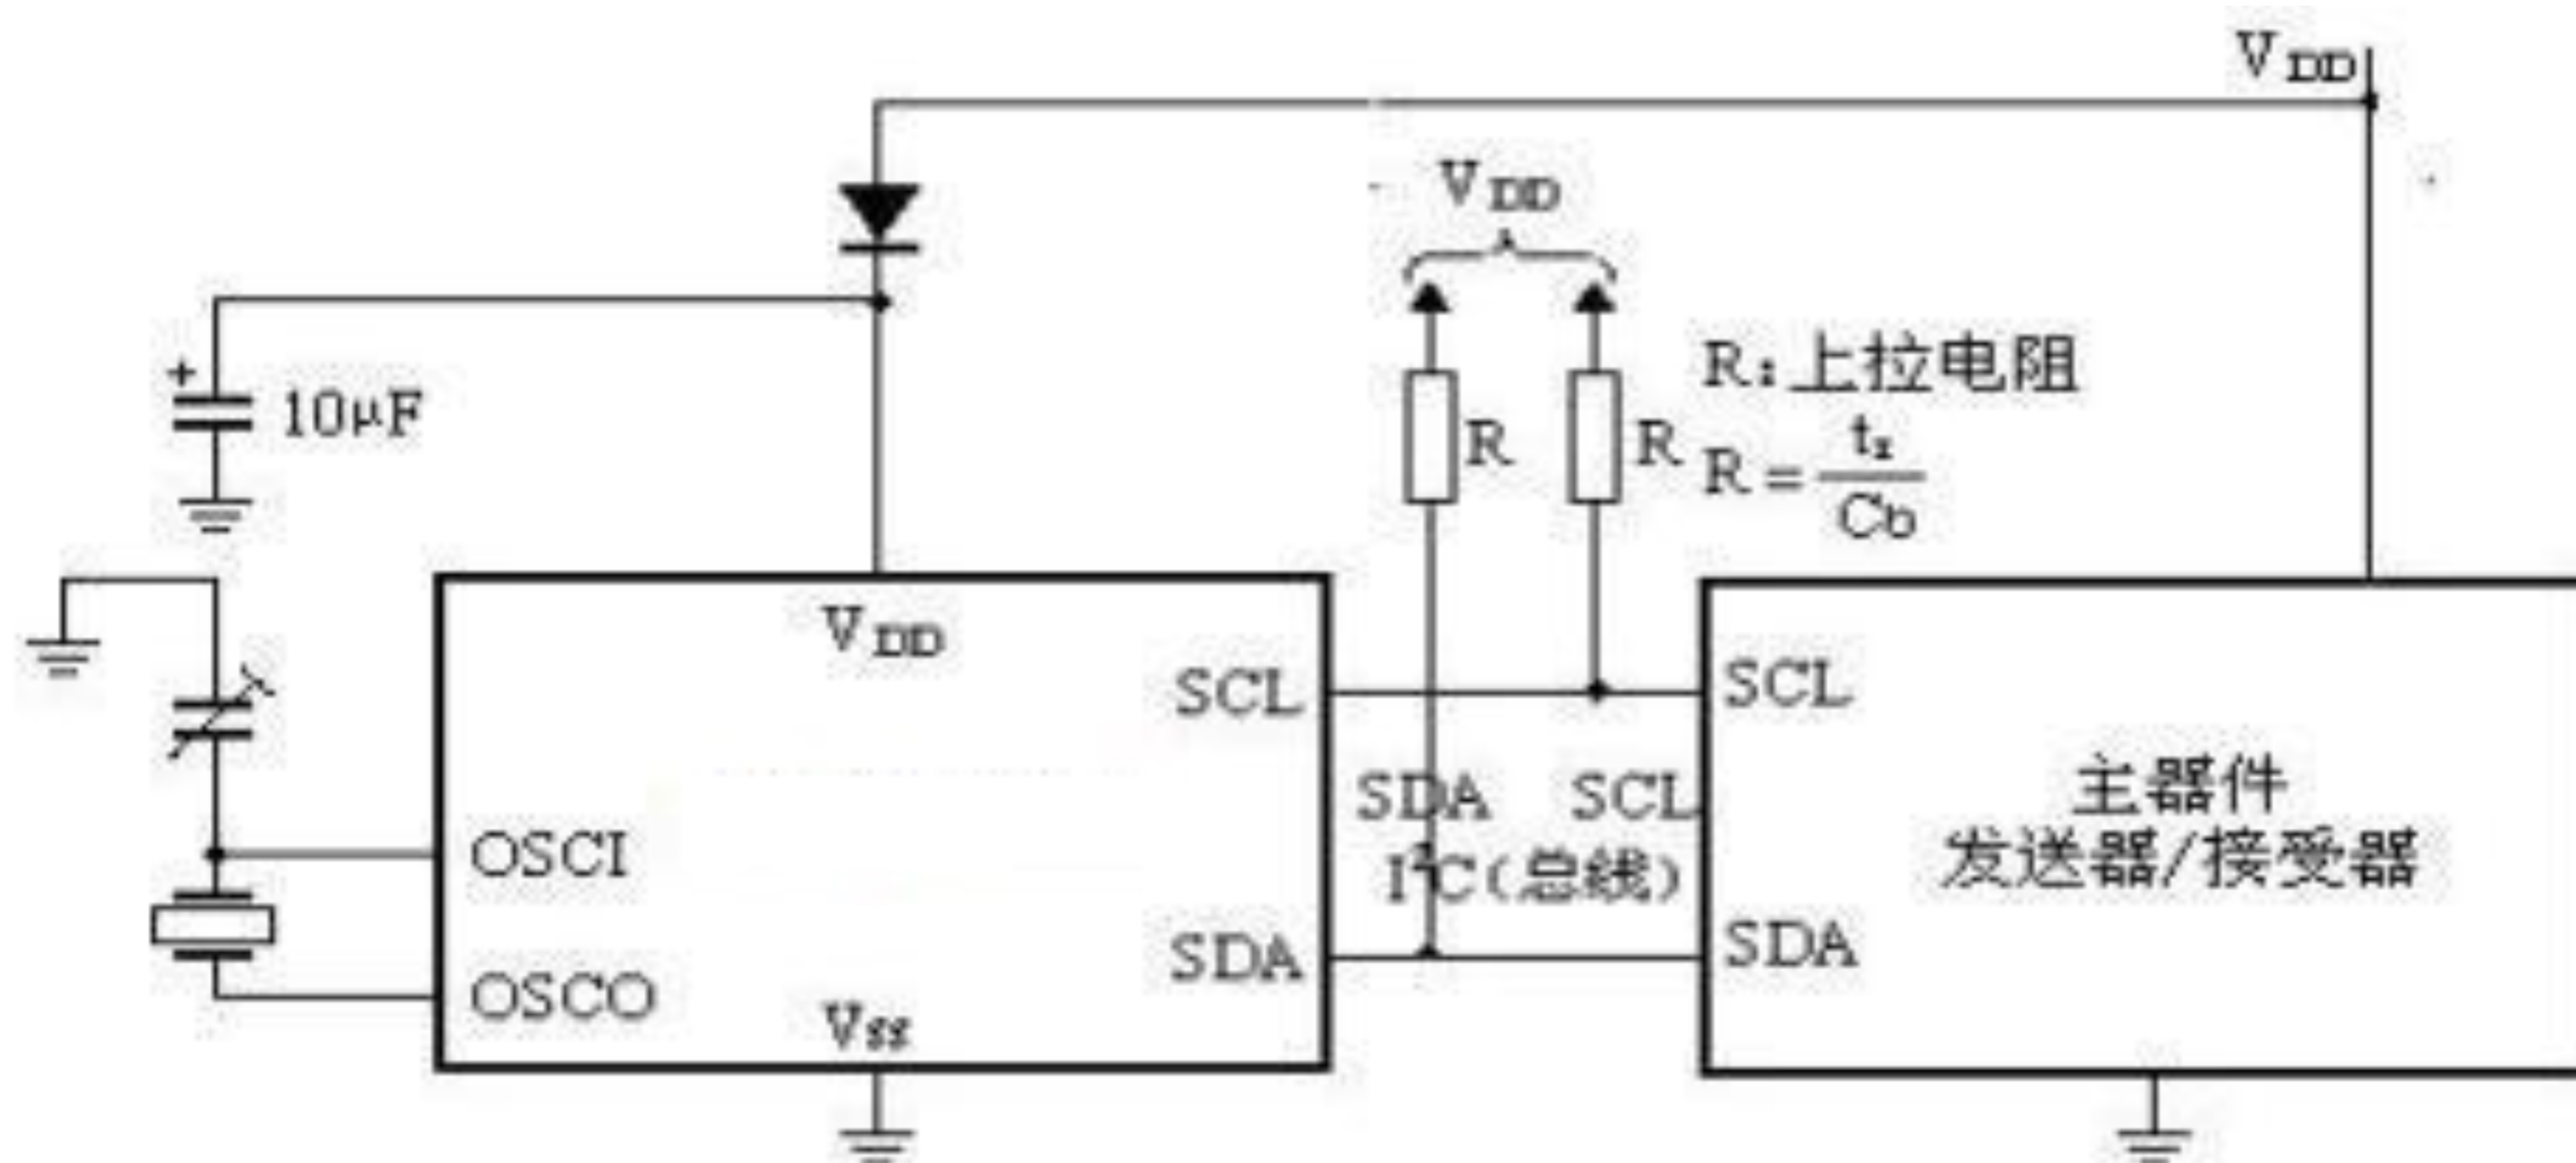 VDD
VDD
R:上拉电阻
+
10μF
R
R
R=tr/Cb
VDD
SCL
SCL
SDA
SCL
主器件
I²C(总线)
发送器/接受器
OSCI
SDA
SDA
OSCO
Vss